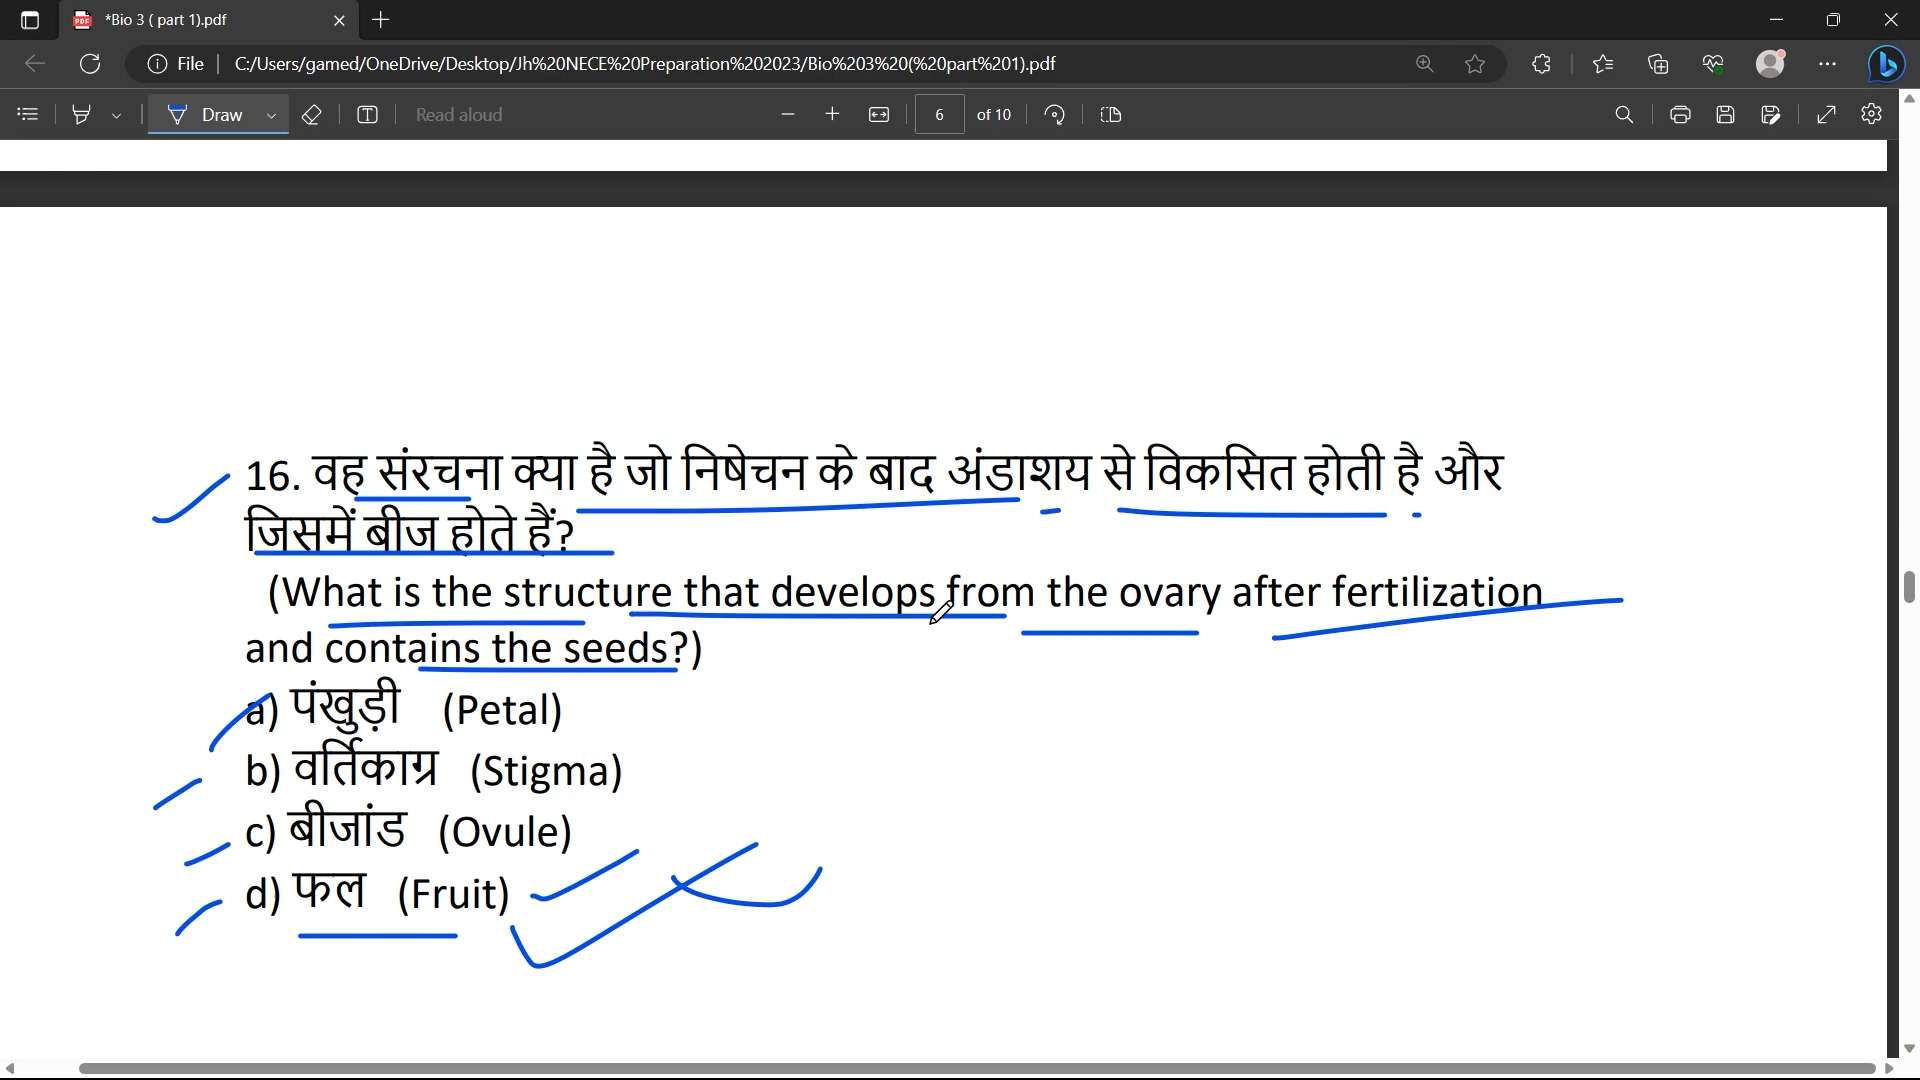 *Bio 3 ( part 1).pdf
File
C:/Users/gamed/OneDrive/Desktop/Jh%20NECE%20Preparation%202023/Bio%203%20(%20part%201).pdf
Draw
Read aloud
6 of 10
16. वह संरचना क्या है जो निषेचन के बाद अंडाशय से विकसित होती है और
जिसमें बीज होते हैं?
(What is the structure that develops from the ovary after fertilization
and contains the seeds?)
a) पंखुड़ी (Petal)
b) वर्तिकाग्र (Stigma)
c) बीजांड (Ovule)
d) फल (Fruit)